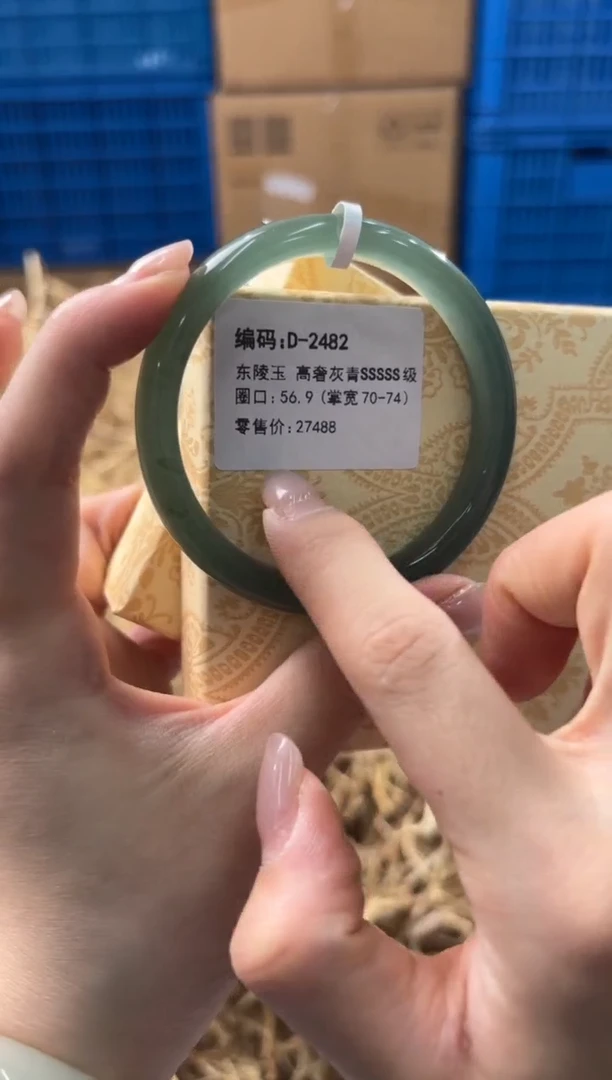 编码:D-2482
东陵玉 高奢灰青SSSSS级
圈口:56.9(掌宽70-74)
零售价:27488